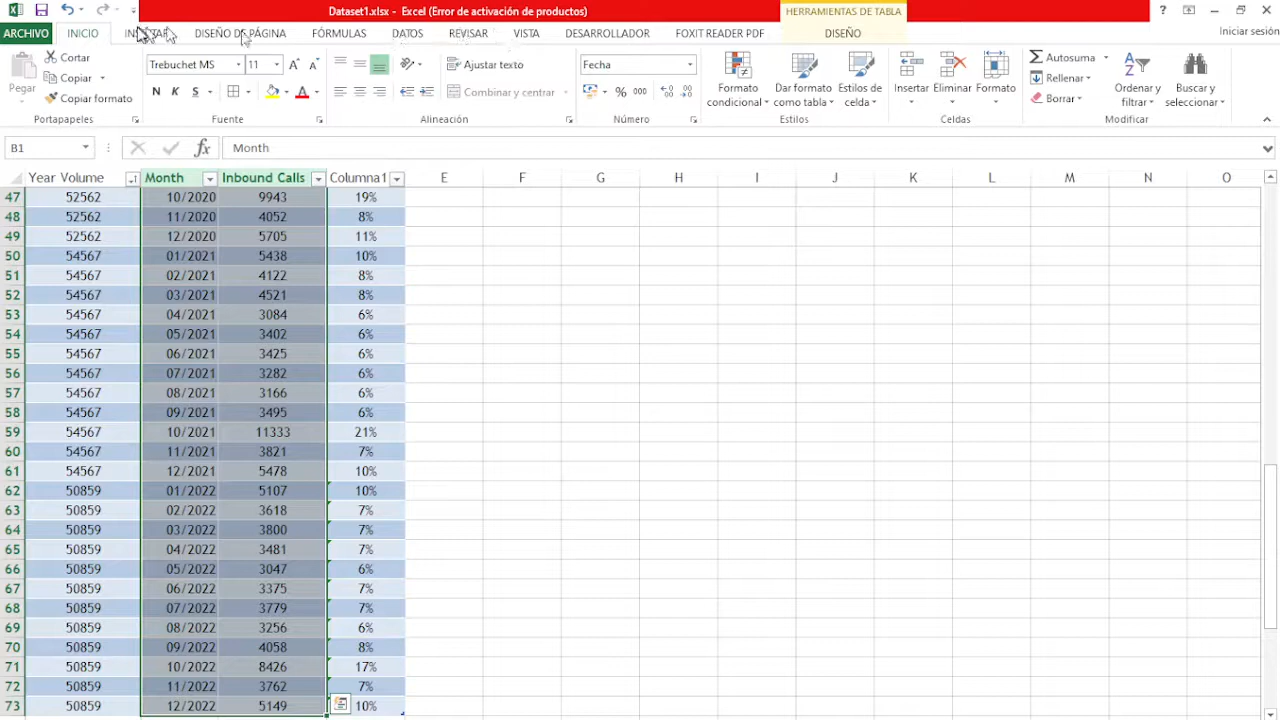 Dataset1.xlsx - Excel (Error de activación de productos)
HERRAMIENTAS DE TABLA
ARCHIVO INICIO DISEÑO DE PÁGINA FÓRMULAS DATOS REVISAR VISTA DESARROLLADOR FOXIT READER PDF DISEÑO Iniciar sesión
Pegar
Cortar
Copiar
Copiar formato
Portapapeles
Trebuchet MS 11
N K S
Fuente
Ajustar texto
Combinar y centrar
Alineación
Fecha
% 000
Número
Formato condicional
Dar formato como tabla
Estilos de celda
Estilos
Insertar
Eliminar
Formato
Celdas
Autosuma
Rellenar
Borrar
Ordenar y filtrar
Buscar y seleccionar
Modificar
B1 fx Month
Year Volume Month Inbound Calls Columna1 E F G H I J K L M N O
47 52562 10/2020 9943 19%
48 52562 11/2020 4052 8%
49 52562 12/2020 5705 11%
50 54567 01/2021 5438 10%
51 54567 02/2021 4122 8%
52 54567 03/2021 4521 8%
53 54567 04/2021 3084 6%
54 54567 05/2021 3402 6%
55 54567 06/2021 3425 6%
56 54567 07/2021 3282 6%
57 54567 08/2021 3166 6%
58 54567 09/2021 3495 6%
59 54567 10/2021 11333 21%
60 54567 11/2021 3821 7%
61 54567 12/2021 5478 10%
62 50859 01/2022 5107 10%
63 50859 02/2022 3618 7%
64 50859 03/2022 3800 7%
65 50859 04/2022 3481 7%
66 50859 05/2022 3047 6%
67 50859 06/2022 3375 7%
68 50859 07/2022 3779 7%
69 50859 08/2022 3256 6%
70 50859 09/2022 4058 8%
71 50859 10/2022 8426 17%
72 50859 11/2022 3762 7%
73 50859 12/2022 5149 10%